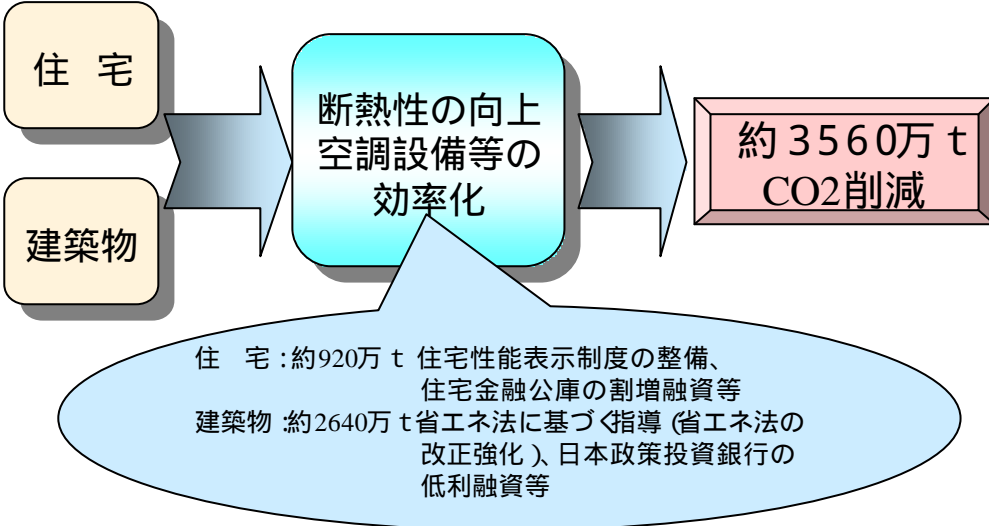 住 宅
建築物
断熱性の向上
空調設備等の
効率化
約3560万t
CO2削減
住 宅:約920万t 住宅性能表示制度の整備、
住宅金融公庫の割増融資等
建築物:約2640万t省エネ法に基づく指導(省エネ法の
改正強化)、日本政策投資銀行の
低利融資等